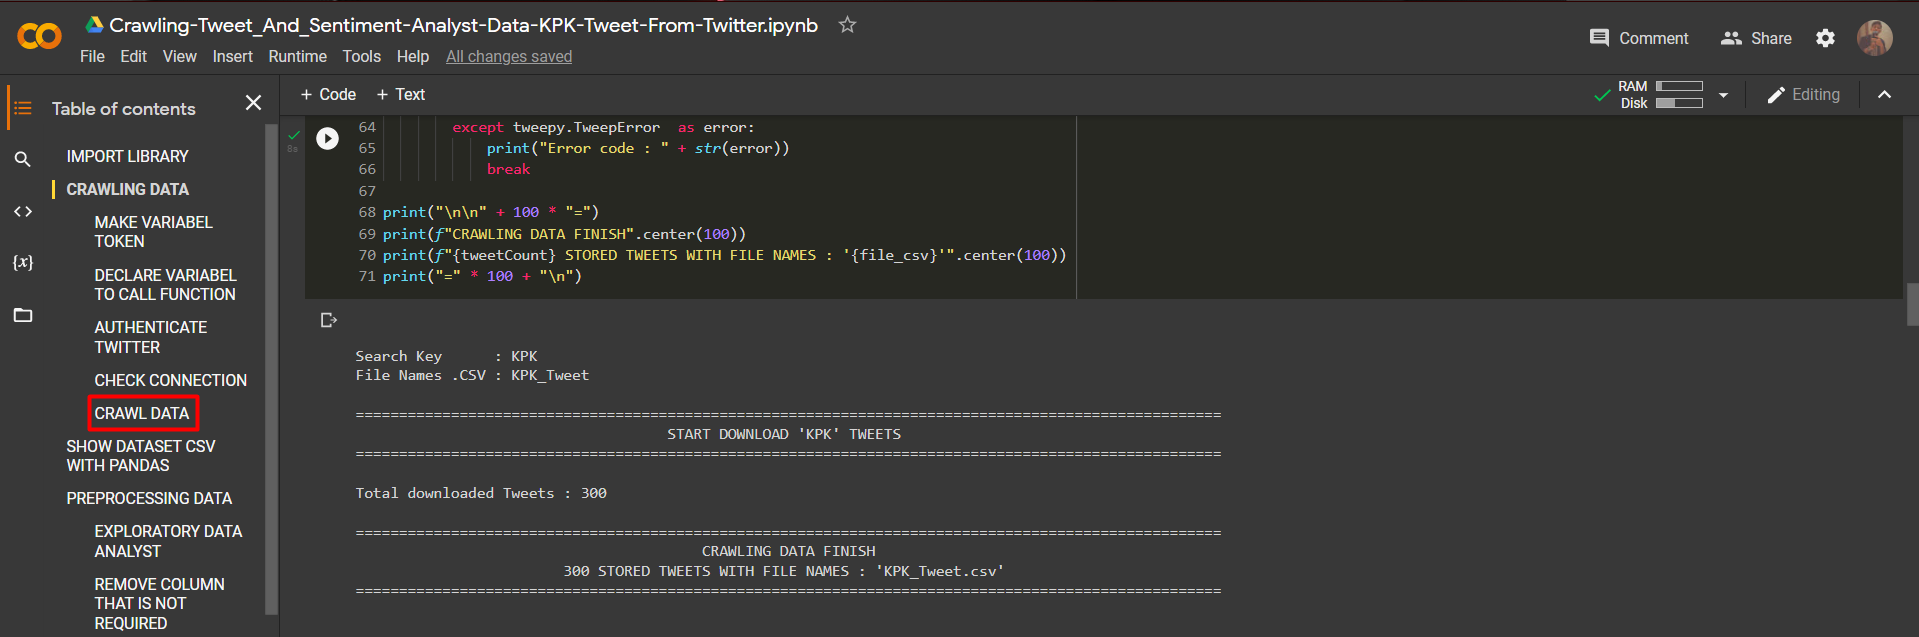 Crawling-Tweet_And_Sentiment-Analyst-Data-KPK-Tweet-From-Twitter.ipynb
File Edit View Insert Runtime Tools Help All changes saved
Comment Share
Table of contents
IMPORT LIBRARY
CRAWLING DATA
MAKE VARIABEL
TOKEN
DECLARE VARIABEL
TO CALL FUNCTION
AUTHENTICATE
TWITTER
CHECK CONNECTION
CRAWL DATA
SHOW DATASET CSV
WITH PANDAS
PREPROCESSING DATA
EXPLORATORY DATA
ANALYST
REMOVE COLUMN
THAT IS NOT
REQUIRED
{x}
+ Code + Text
RAM
Disk
Editing
8s
64 except tweepy.TweepError  as error:
65 print("Error code : " + str(error))
66 break
67
68 print("\n\n" + 100 * "=")
69 print(f"CRAWLING DATA FINISH".center(100))
70 print(f"{tweetCount} STORED TWEETS WITH FILE NAMES : '{file_csv}'".center(100))
71 print("=" * 100 + "\n")
Search Key      : KPK
File Names .CSV : KPK_Tweet
====================================================================================================
START DOWNLOAD 'KPK' TWEETS
====================================================================================================
Total downloaded Tweets : 300
====================================================================================================
CRAWLING DATA FINISH
300 STORED TWEETS WITH FILE NAMES : 'KPK_Tweet.csv'
====================================================================================================